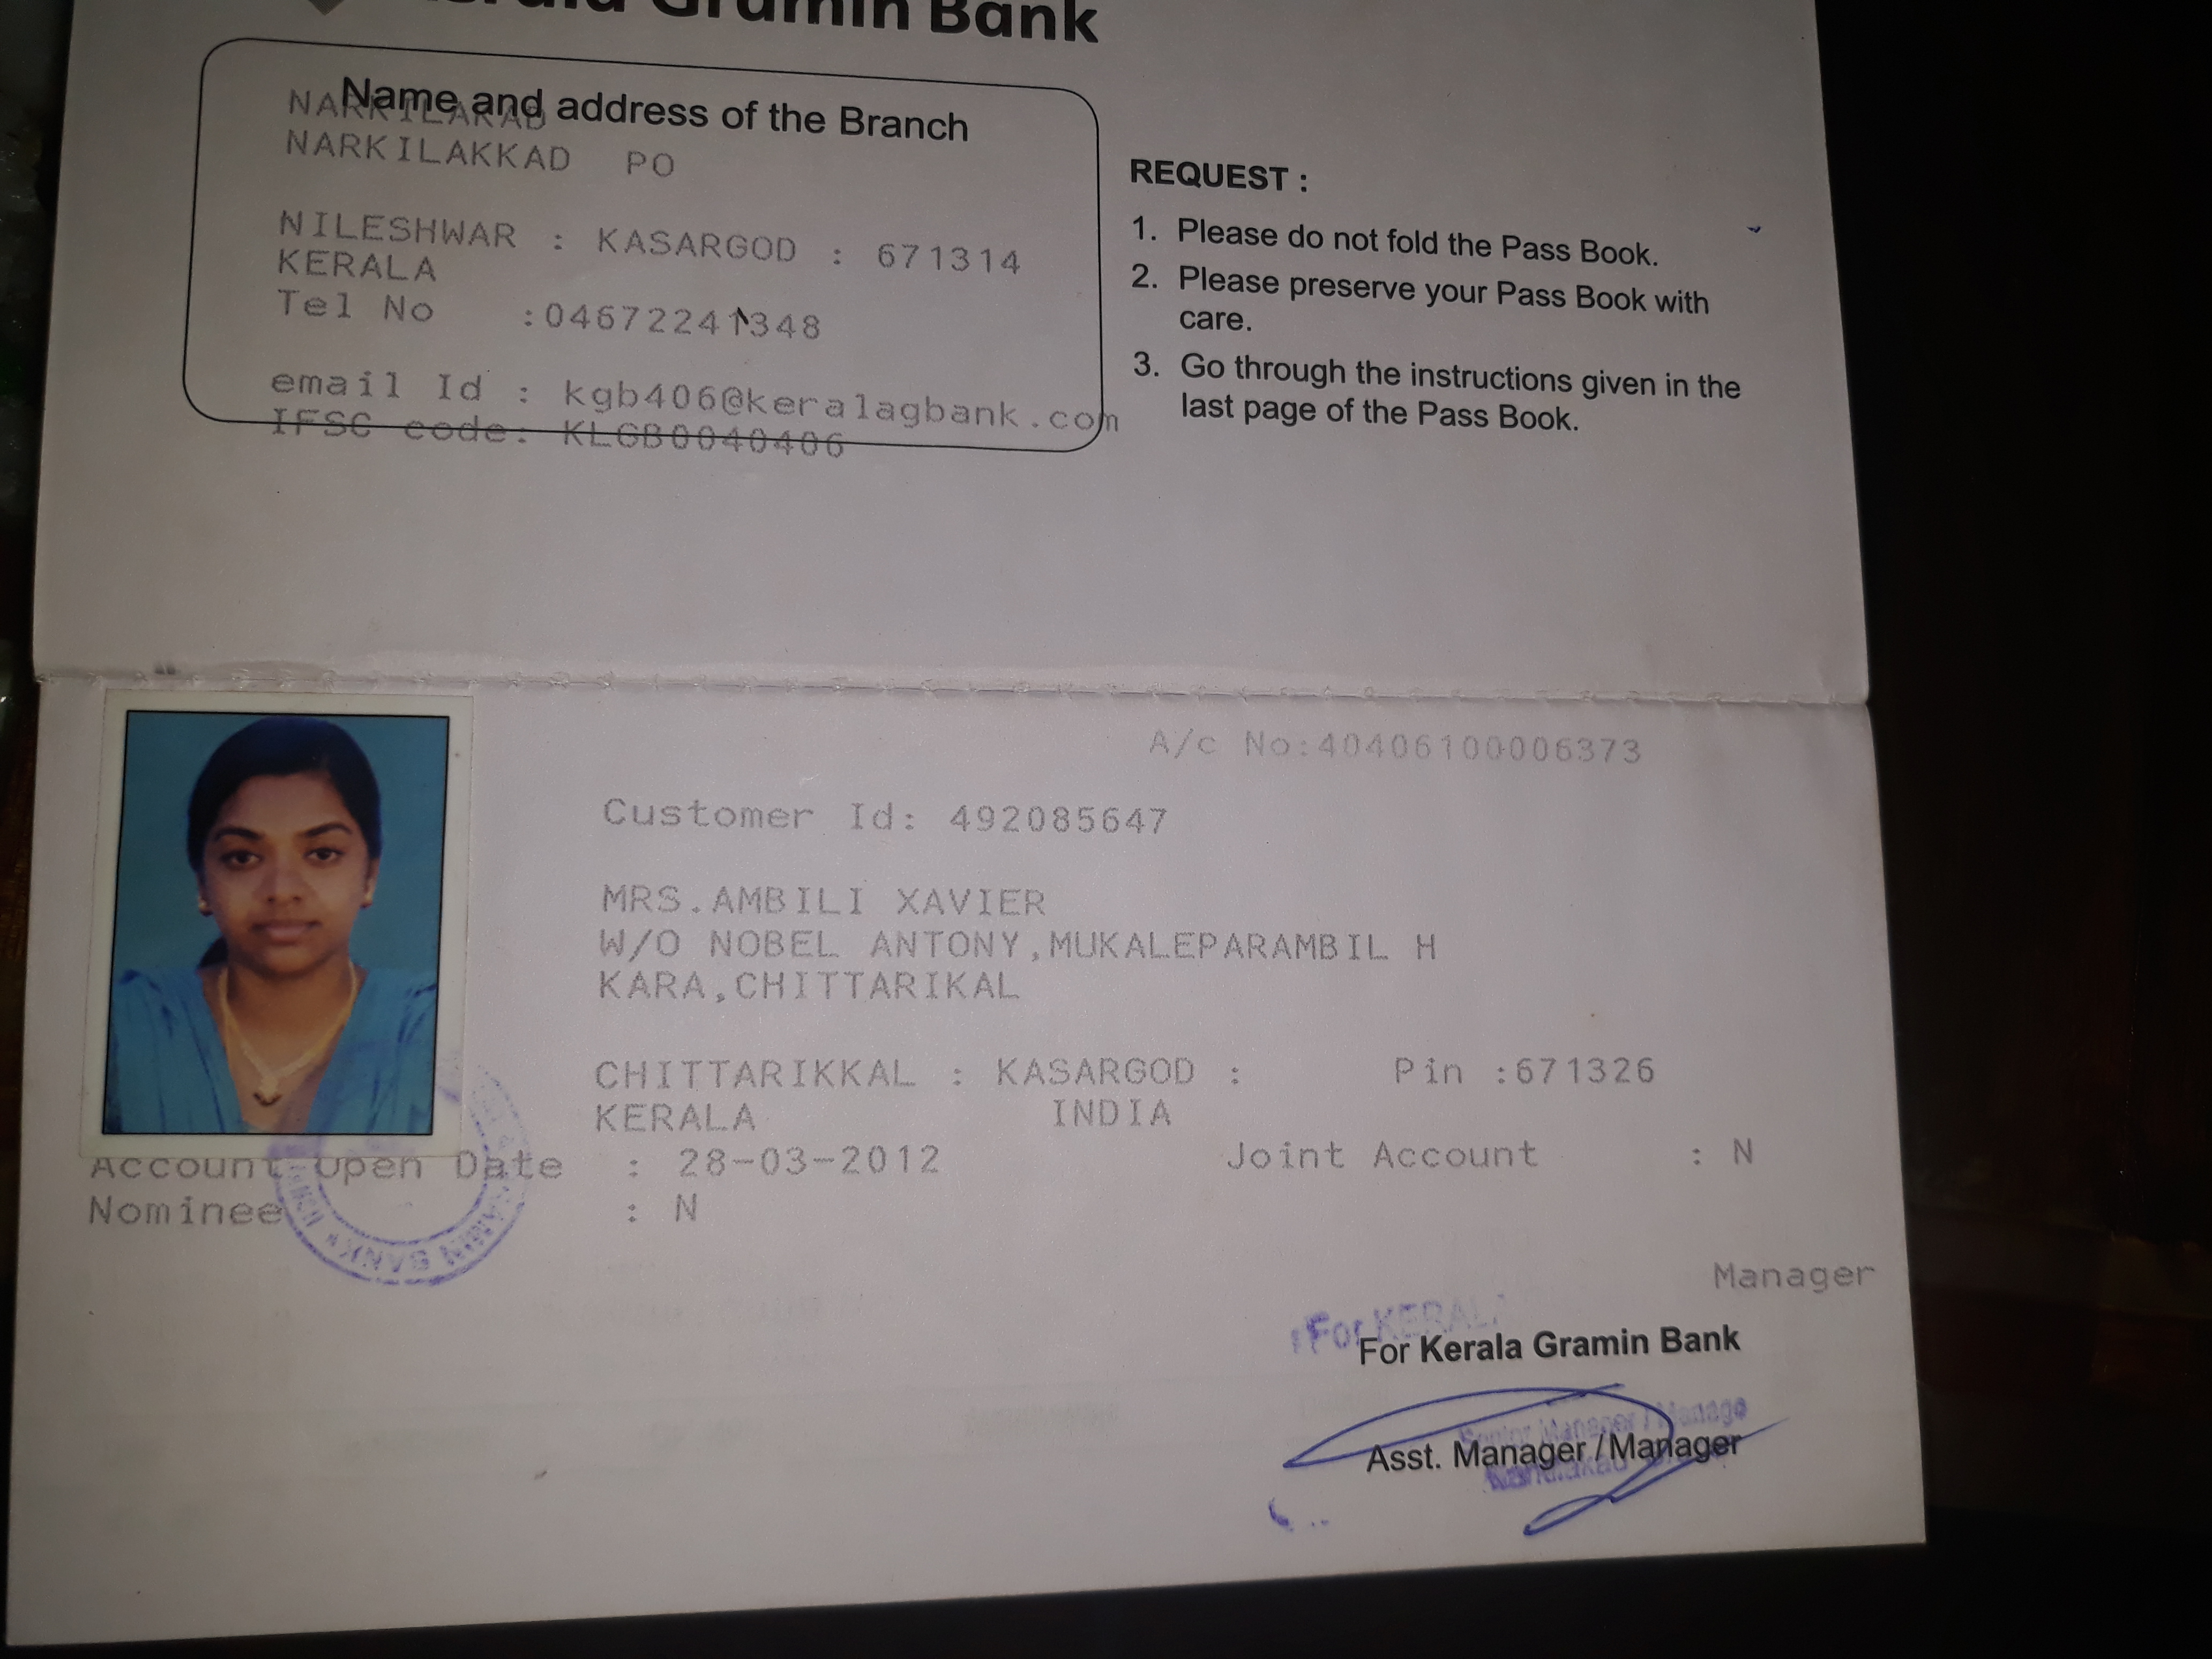 Gramin Bank
Name and address of the Branch
NARKILAKAD
NARKILAKKAD PO
NILESHWAR : KASARGOD : 671314
KERALA
Tel No :04672241348
email Id : kgb406@keralagbank.com
IFSC code: KLGB0040406
REQUEST :
1. Please do not fold the Pass Book.
2. Please preserve your Pass Book with
care.
3. Go through the instructions given in the
last page of the Pass Book.
A/c No:40406100006373
Customer Id: 492085647
MRS.AMBILI XAVIER
W/O NOBEL ANTONY,MUKALEPARAMBIL H
KARA,CHITTARIKAL
CHITTARIKKAL : KASARGOD : Pin :671326
KERALA INDIA
Account Open Date : 28-03-2012 Joint Account : N
Nominee : N
Manager
For KERAL
For Kerala Gramin Bank
Asst. Manager/Manager